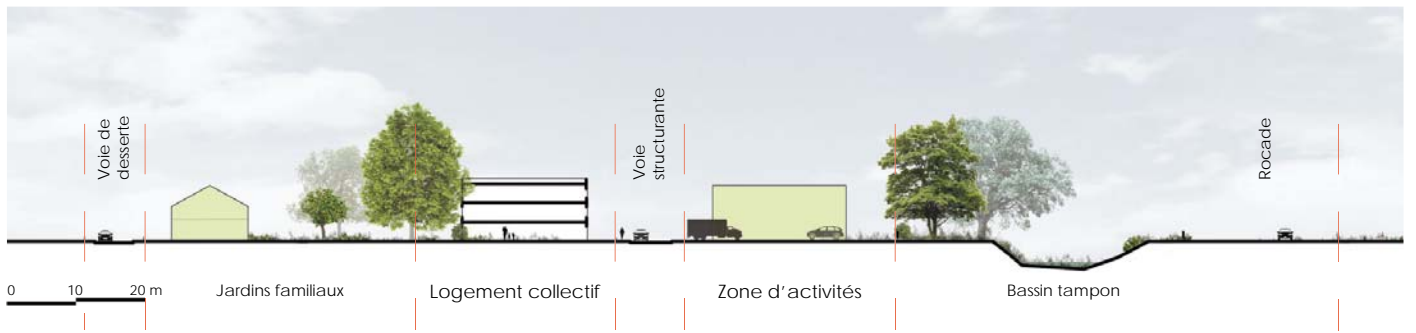 Voie de
desserte
Voie
structurante
Rocade
0 10 20 m
Jardins familiaux
Logement collectif
Zone d'activités
Bassin tampon